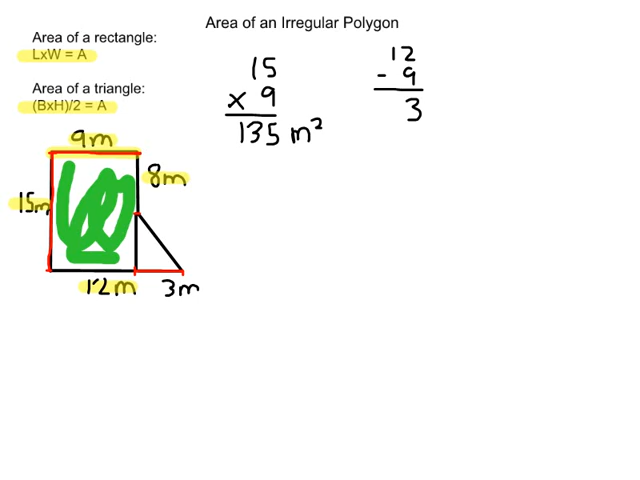 Area of an Irregular Polygon
Area of a rectangle:
LxW = A
Area of a triangle:
(BxH)/2 = A
15
x 9
135 m²
12
- 9
3
9m
8m
15m
12m
3m